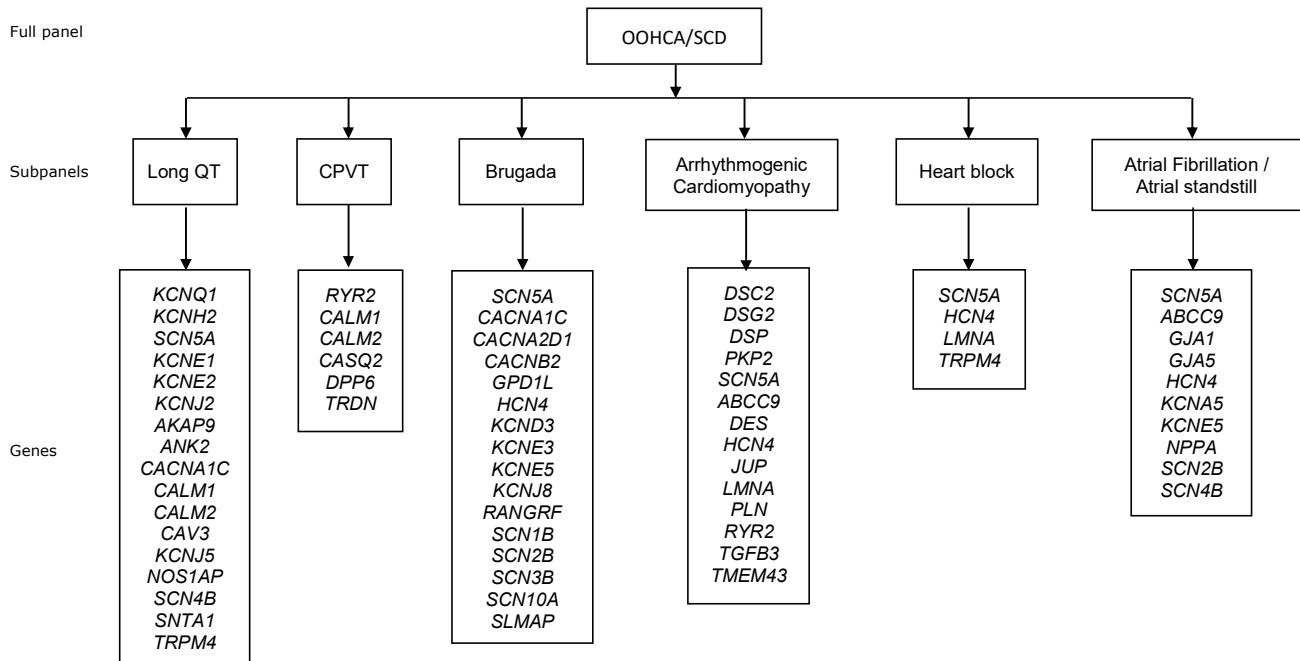 Full panel
OOHCA/SCD
Subpanels
Long QT
CPVT
Brugada
Arrhythmogenic
Cardiomyopathy
Heart block
Atrial Fibrillation /
Atrial standstill
Genes
KCNQ1
KCNH2
SCN5A
KCNE1
KCNE2
KCNJ2
AKAP9
ANK2
CACNA1C
CALM1
CALM2
CAV3
KCNJ5
NOS1AP
SCN4B
SNTA1
TRPM4
RYR2
CALM1
CALM2
CASQ2
DPP6
TRDN
SCN5A
CACNA1C
CACNA2D1
CACNB2
GPD1L
HCN4
KCND3
KCNE3
KCNE5
KCNJ8
RANGRF
SCN1B
SCN2B
SCN3B
SCN10A
SLMAP
DSC2
DSG2
DSP
PKP2
SCN5A
ABCC9
DES
HCN4
JUP
LMNA
PLN
RYR2
TGFB3
TMEM43
SCN5A
HCN4
LMNA
TRPM4
SCN5A
ABCC9
GJA1
GJA5
HCN4
KCNA5
KCNE5
NPPA
SCN2B
SCN4B